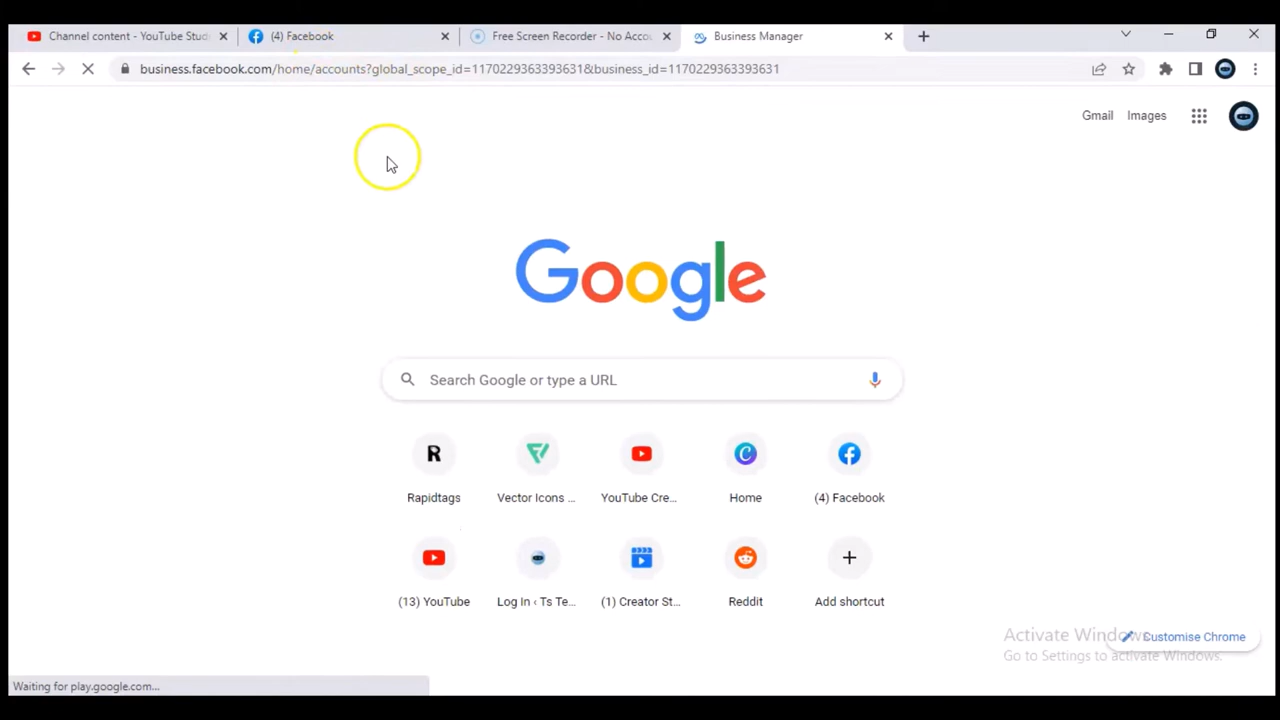 Channel content - YouTube Stud
(4) Facebook
Free Screen Recorder - No Accou
Business Manager
business.facebook.com/home/accounts?global_scope_id=1170229363393631&business_id=1170229363393631
Gmail Images
Google
Search Google or type a URL
R
Rapidtags
Vector Icons ...
YouTube Cre...
Home
(4) Facebook
(13) YouTube
Log In ‹ Ts Te...
(1) Creator St...
Reddit
Add shortcut
Activate Windows
Customise Chrome
Go to Settings to activate Windows.
Waiting for play.google.com...